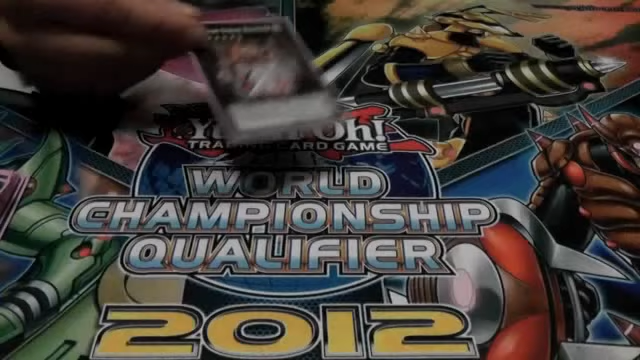 Yu-Gi-Oh!
TRADING CARD GAME
WORLD
CHAMPIONSHIP
QUALIFIER
2012